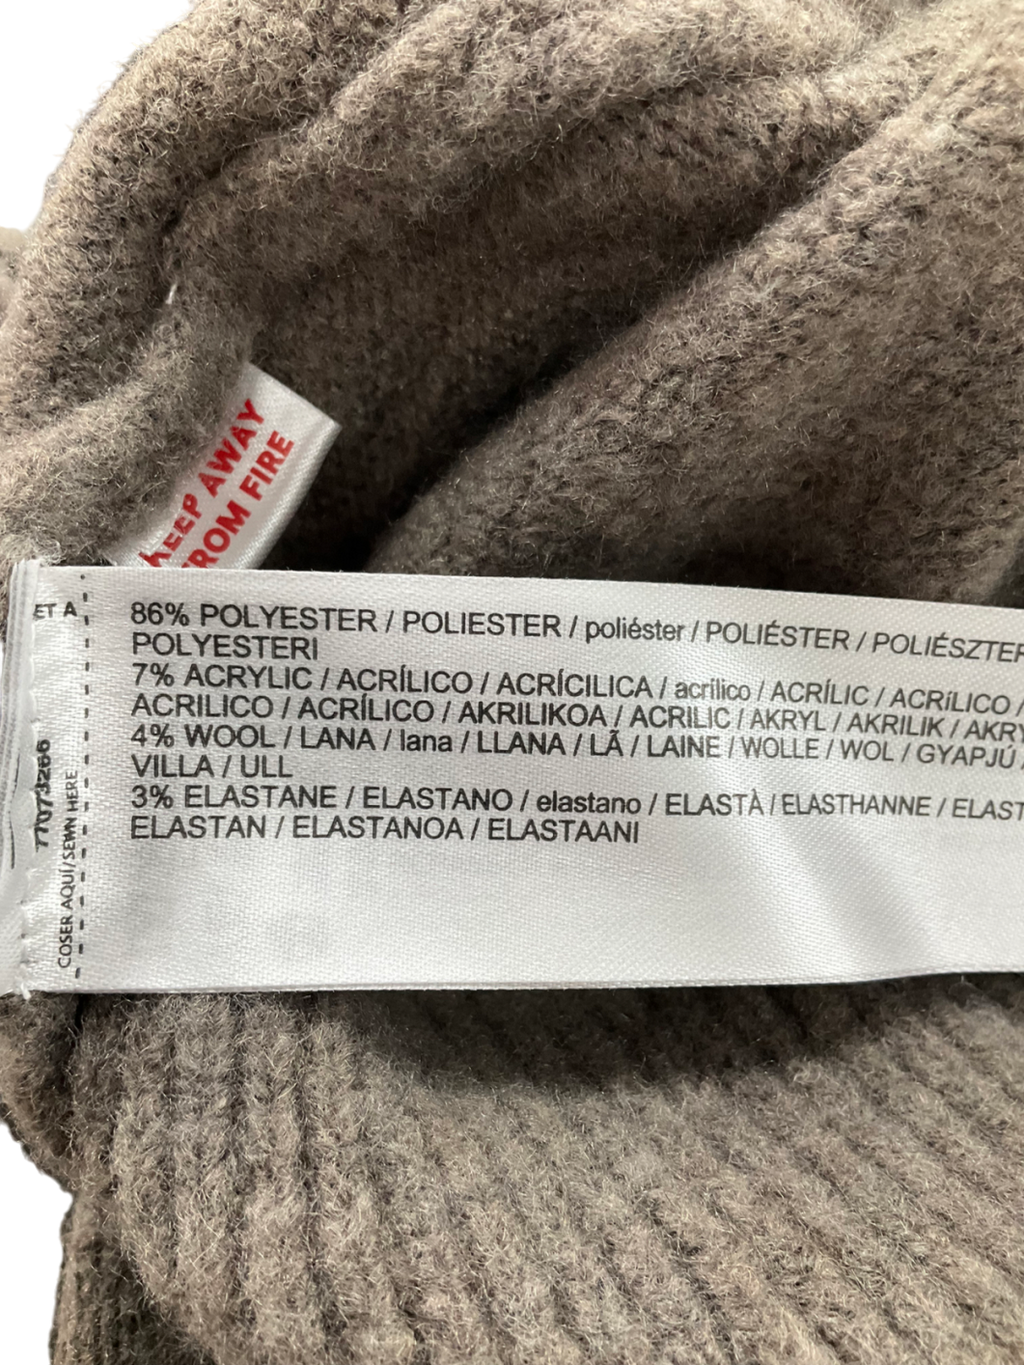 KEEP AWAY
FROM FIRE
ET A
86% POLYESTER / POLIESTER / poliéster / POLIÉSTER / POLIÉSZTER
POLYESTERI
7% ACRYLIC / ACRÍLICO / ACRÍCILICA / acrílico / ACRÍLIC / ACRíLICO /
ACRILICO / ACRÍLICO / AKRILIKOA / ACRILIC / AKRYL / AKRILIK / AKRY
4% WOOL / LANA / lana / LLANA / LÃ / LAINE / WOLLE / WOL / GYAPJÚ /
VILLA / ULL
3% ELASTANE / ELASTANO / elastano / ELASTÀ / ELASTHANNE / ELAST
ELASTAN / ELASTANOA / ELASTAANI
77073266
COSER AQUÍ/SEWN HERE